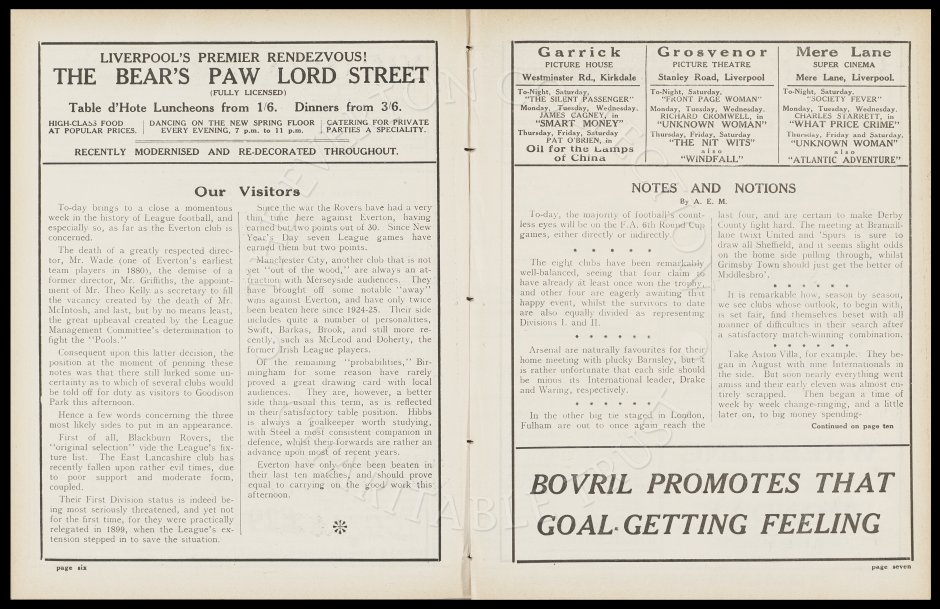 LIVERPOOL'S PREMIER RENDEZVOUS!
THE BEAR'S PAW LORD STREET
(FULLY LICENSED)
Table d'Hote Luncheons from 1/6. Dinners from 3/6.
HIGH-CLASS FOOD
AT POPULAR PRICES.
DANCING ON THE NEW SPRING FLOOR
EVERY EVENING, 7 p.m. to 11 p.m.
CATERING FOR PRIVATE
PARTIES A SPECIALITY.
RECENTLY MODERNISED AND RE-DECORATED THROUGHOUT.
Our Visitors
To-day brings to a close a momentous
week in the history of League football, and
especially so, as far as the Everton club is
concerned.
The death of a greatly respected direc-
tor, Mr. Wade (one of Everton's earliest
team players in 1880), the demise of a
former director, Mr. Griffiths, the appoint-
ment of Mr. Theo Kelly as secretary to fill
the vacancy created by the death of Mr.
McIntosh, and last, but by no means least,
the great upheaval created by the League
Management Committee's determination to
fight the "Pools."
Consequent upon this latter decision, the
position at the moment of penning these
notes was that there still lurked some un-
certainty as to which of several clubs would
be told off for duty as visitors to Goodison
Park this afternoon.
Hence a few words concerning the three
most likely sides to put in an appearance.
First of all, Blackburn Rovers, the
"original selection" vide the League's fix-
ture list. The East Lancashire club has
recently fallen upon rather evil times, due
to poor support and moderate form,
coupled.
Their First Division status is indeed be-
ing most seriously threatened, and yet not
for the first time, for they were practically
relegated in 1899, when the League's ex-
tension stepped in to save the situation.
Since the war the Rovers have had a very
thin time here against Everton, having
earned but two points out of 30. Since New
Year's Day seven League games have
earned them but two points.
Manchester City, another club that is not
yet "out of the wood," are always an at-
traction with Merseyside audiences. They
have brought off some notable "away"
wins against Everton, and have only twice
been beaten here since 1924-25. Their side
includes quite a number of personalities,
Swift, Barkas, Brook, and still more re-
cently, such as McLeod and Doherty, the
former Irish League players.
Of the remaining "probabilities," Bir-
mingham for some reason have rarely
proved a great drawing card with local
audiences. They are, however, a better
side than usual this term, as is reflected
in their satisfactory table position. Hibbs
is always a goalkeeper worth studying,
with Steel a most consistent companion in
defence, whilst their forwards are rather an
advance upon most of recent years.
Everton have only once been beaten in
their last ten matches, and should prove
equal to carrying on the good work this
afternoon.
page six
Garrick
PICTURE HOUSE
Westminster Rd., Kirkdale
To-Night, Saturday,
"THE SILENT PASSENGER"
Monday, Tuesday, Wednesday.
JAMES CAGNEY, in
"SMART MONEY"
Thursday, Friday, Saturday
PAT O'BRIEN, in
Oil for the Lamps
of China
Grosvenor
PICTURE THEATRE
Stanley Road, Liverpool
To-Night, Saturday,
"FRONT PAGE WOMAN"
Monday, Tuesday, Wednesday.
RICHARD CROMWELL, in
"UNKNOWN WOMAN"
Thursday, Friday, Saturday
"THE NIT WITS"
also
"WINDFALL"
Mere Lane
SUPER CINEMA
Mere Lane, Liverpool.
To-Night, Saturday,
"SOCIETY FEVER"
Monday, Tuesday, Wednesday.
CHARLES STARRETT, in
"WHAT PRICE CRIME"
Thursday, Friday and Saturday,
"UNKNOWN WOMAN"
also
"ATLANTIC ADVENTURE"
NOTES AND NOTIONS
By A. E. M.
To-day, the majority of football's count-
less eyes will be on the F.A. 6th Round Cup
games, either directly or indirectly.
The eight clubs have been remarkably
well-balanced, seeing that four claim to
have already at least once won the trophy,
and other four are eagerly awaiting that
happy event, whilst the survivors to date
are also equally divided as representing
Divisions I. and II.
Arsenal are naturally favourites for their
home meeting with plucky Barnsley, but it
is rather unfortunate that each side should
be minus its International leader, Drake
and Waring, respectively.
In the other big tie staged in London,
Fulham are out to once again reach the
last four, and are certain to make Derby
County fight hard. The meeting at Bramall-
lane twixt United and 'Spurs is sure to
draw all Sheffield, and it seems slight odds
on the home side pulling through, whilst
Grimsby Town should just get the better of
Middlesbro'.
It is remarkable how, season by season,
we see clubs whose outlook, to begin with,
is set fair, find themselves beset with all
manner of difficulties in their search after
a satisfactory match-winning combination.
Take Aston Villa, for example. They be-
gan in August with nine Internationals in
the side. But soon nearly everything went
amiss and their early eleven was almost en-
tirely scrapped. Then began a time of
week by week change-ringing, and a little
later on, to big money spending-
Continued on page ten
BOVRIL PROMOTES THAT
GOAL-GETTING FEELING
page seven